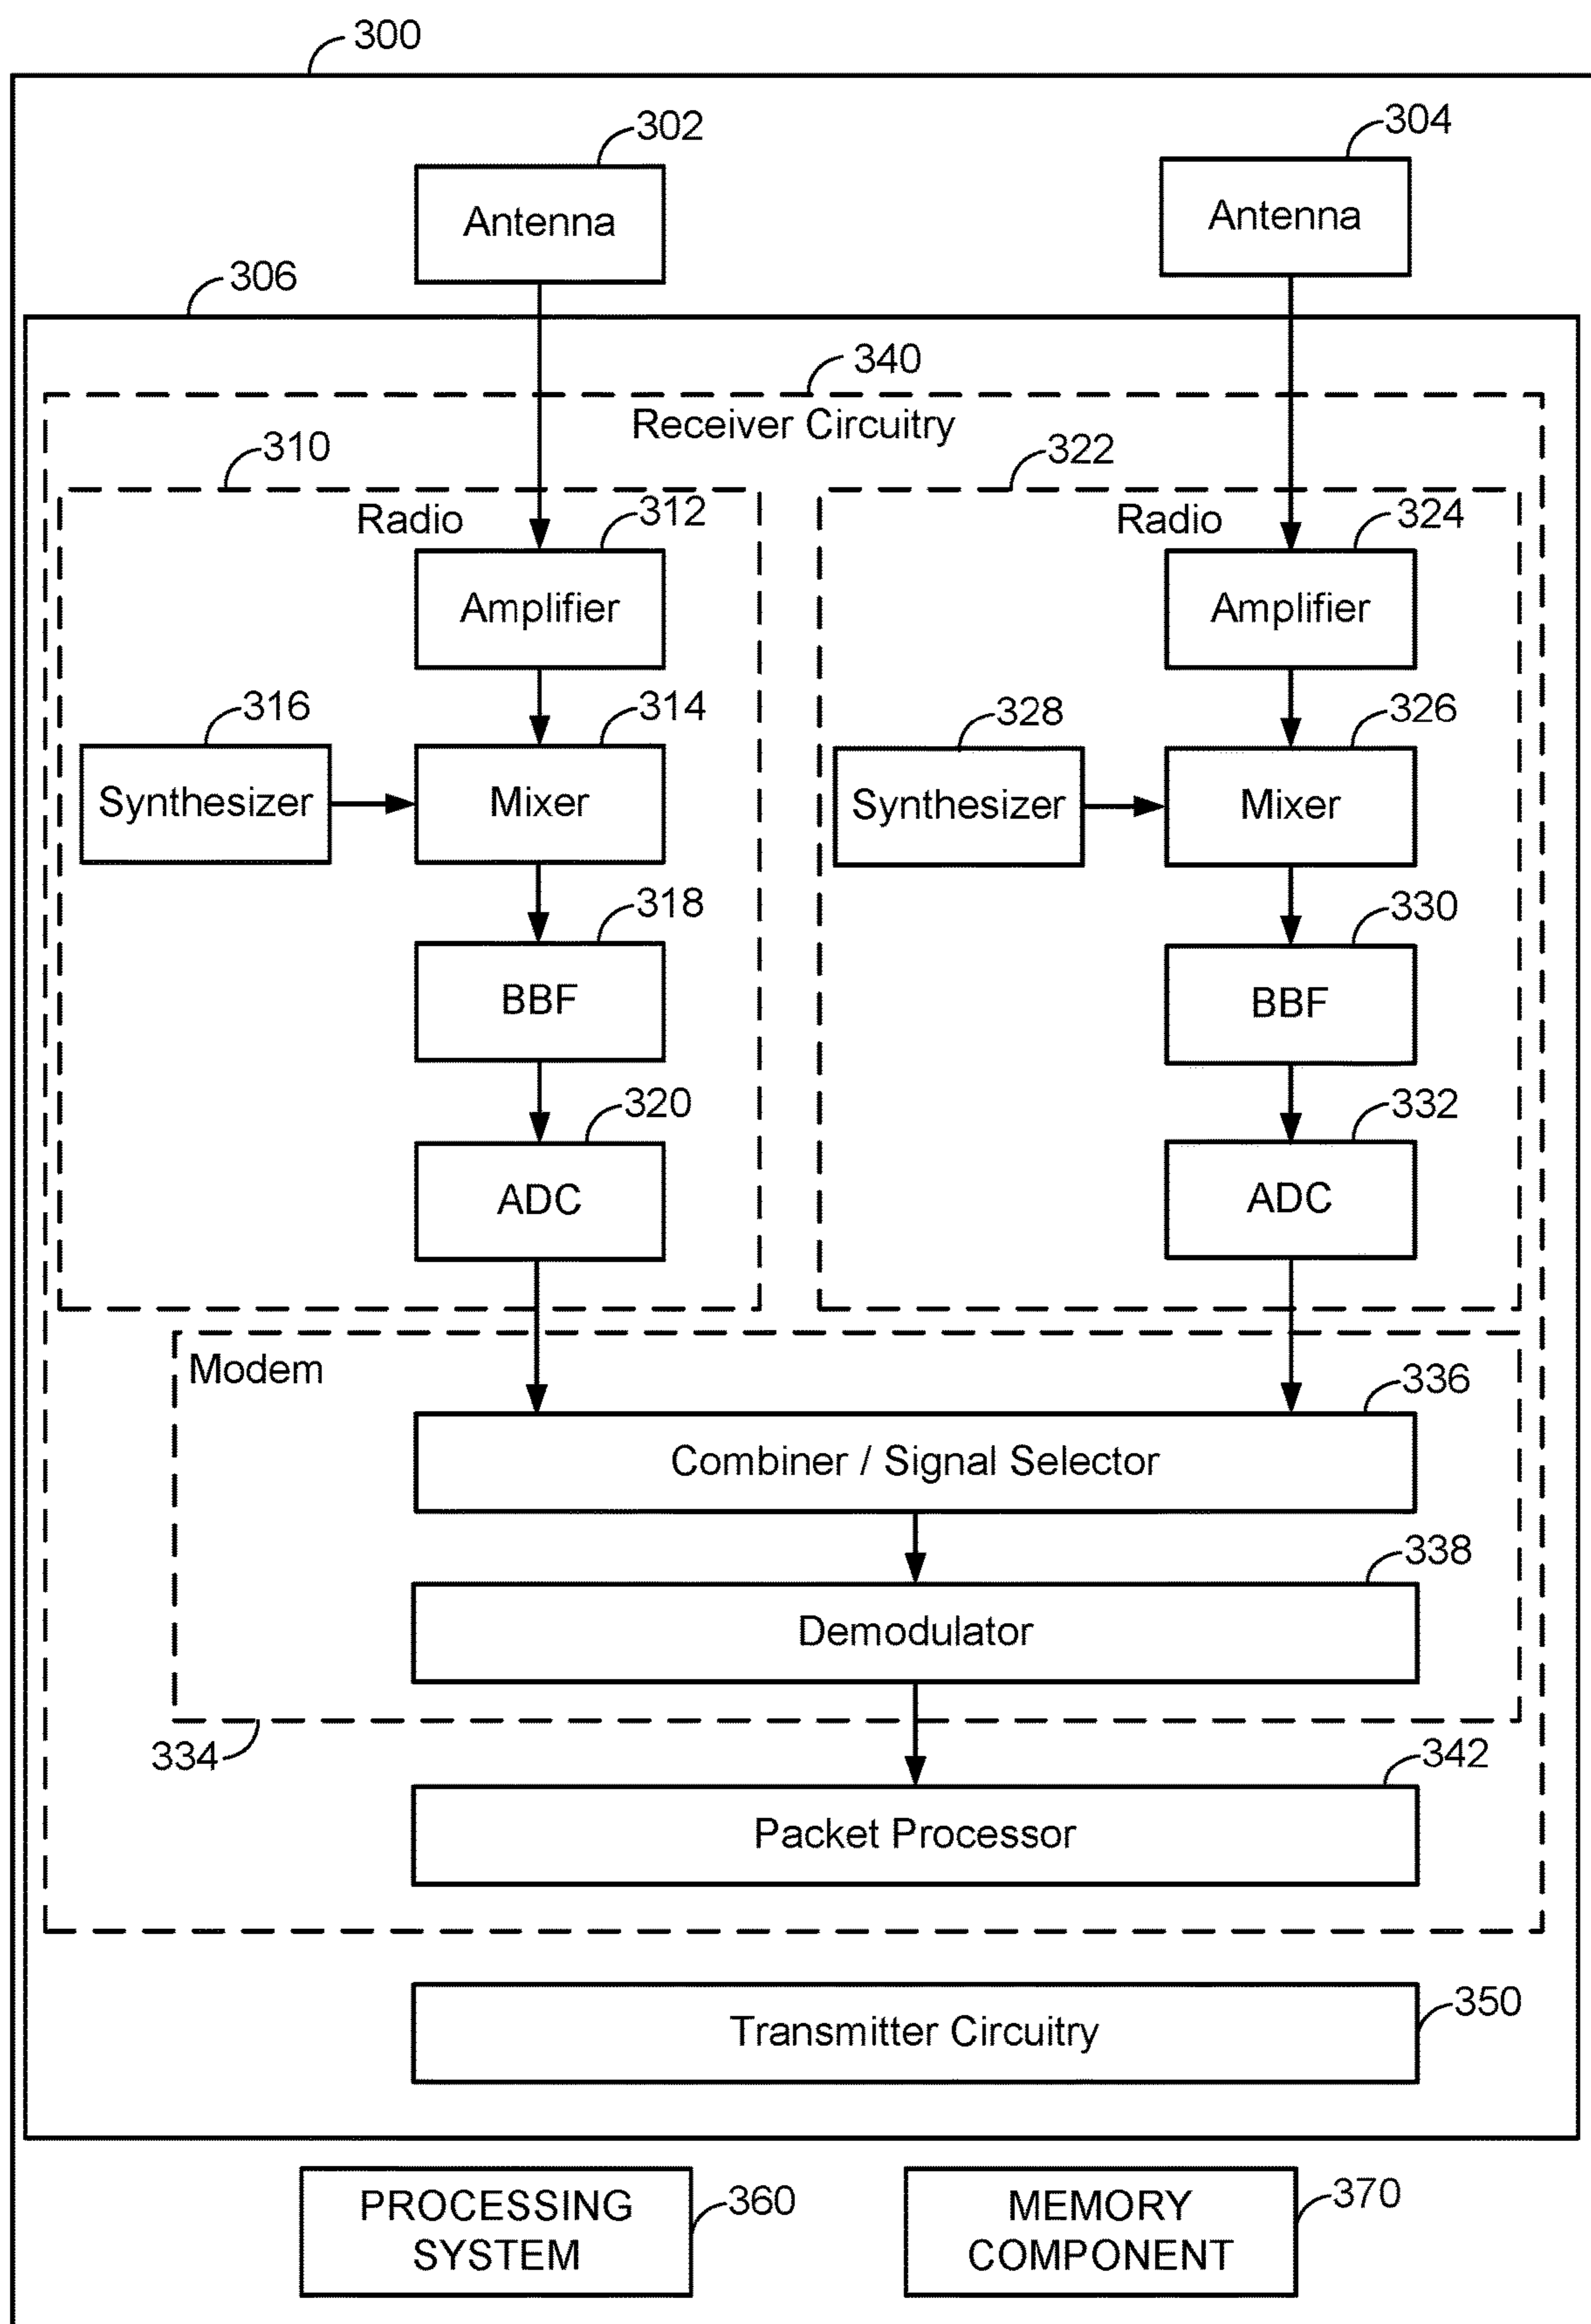 300
302
304
Antenna
Antenna
306
340
Receiver Circuitry
310
322
Radio
312
Radio
324
Amplifier
Amplifier
316
314
328
326
Synthesizer
Mixer
Synthesizer
Mixer
318
330
BBF
BBF
320
332
ADC
ADC
Modem
336
Combiner / Signal Selector
338
Demodulator
334
342
Packet Processor
350
Transmitter Circuitry
PROCESSING
SYSTEM
360
MEMORY
COMPONENT
370